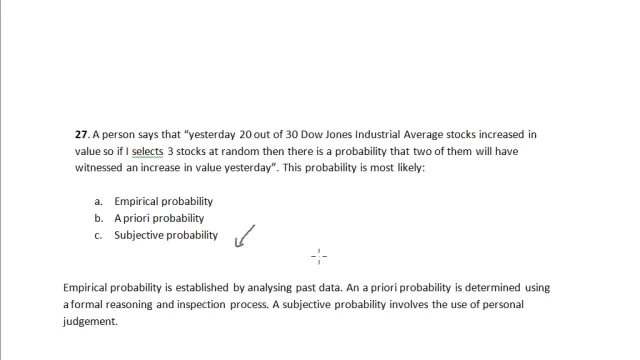 27. A person says that “yesterday 20 out of 30 Dow Jones Industrial Average stocks increased in
value so if I selects 3 stocks at random then there is a probability that two of them will have
witnessed an increase in value yesterday”. This probability is most likely:
a. Empirical probability
b. A priori probability
c. Subjective probability
Empirical probability is established by analysing past data. An a priori probability is determined using
a formal reasoning and inspection process. A subjective probability involves the use of personal
judgement.